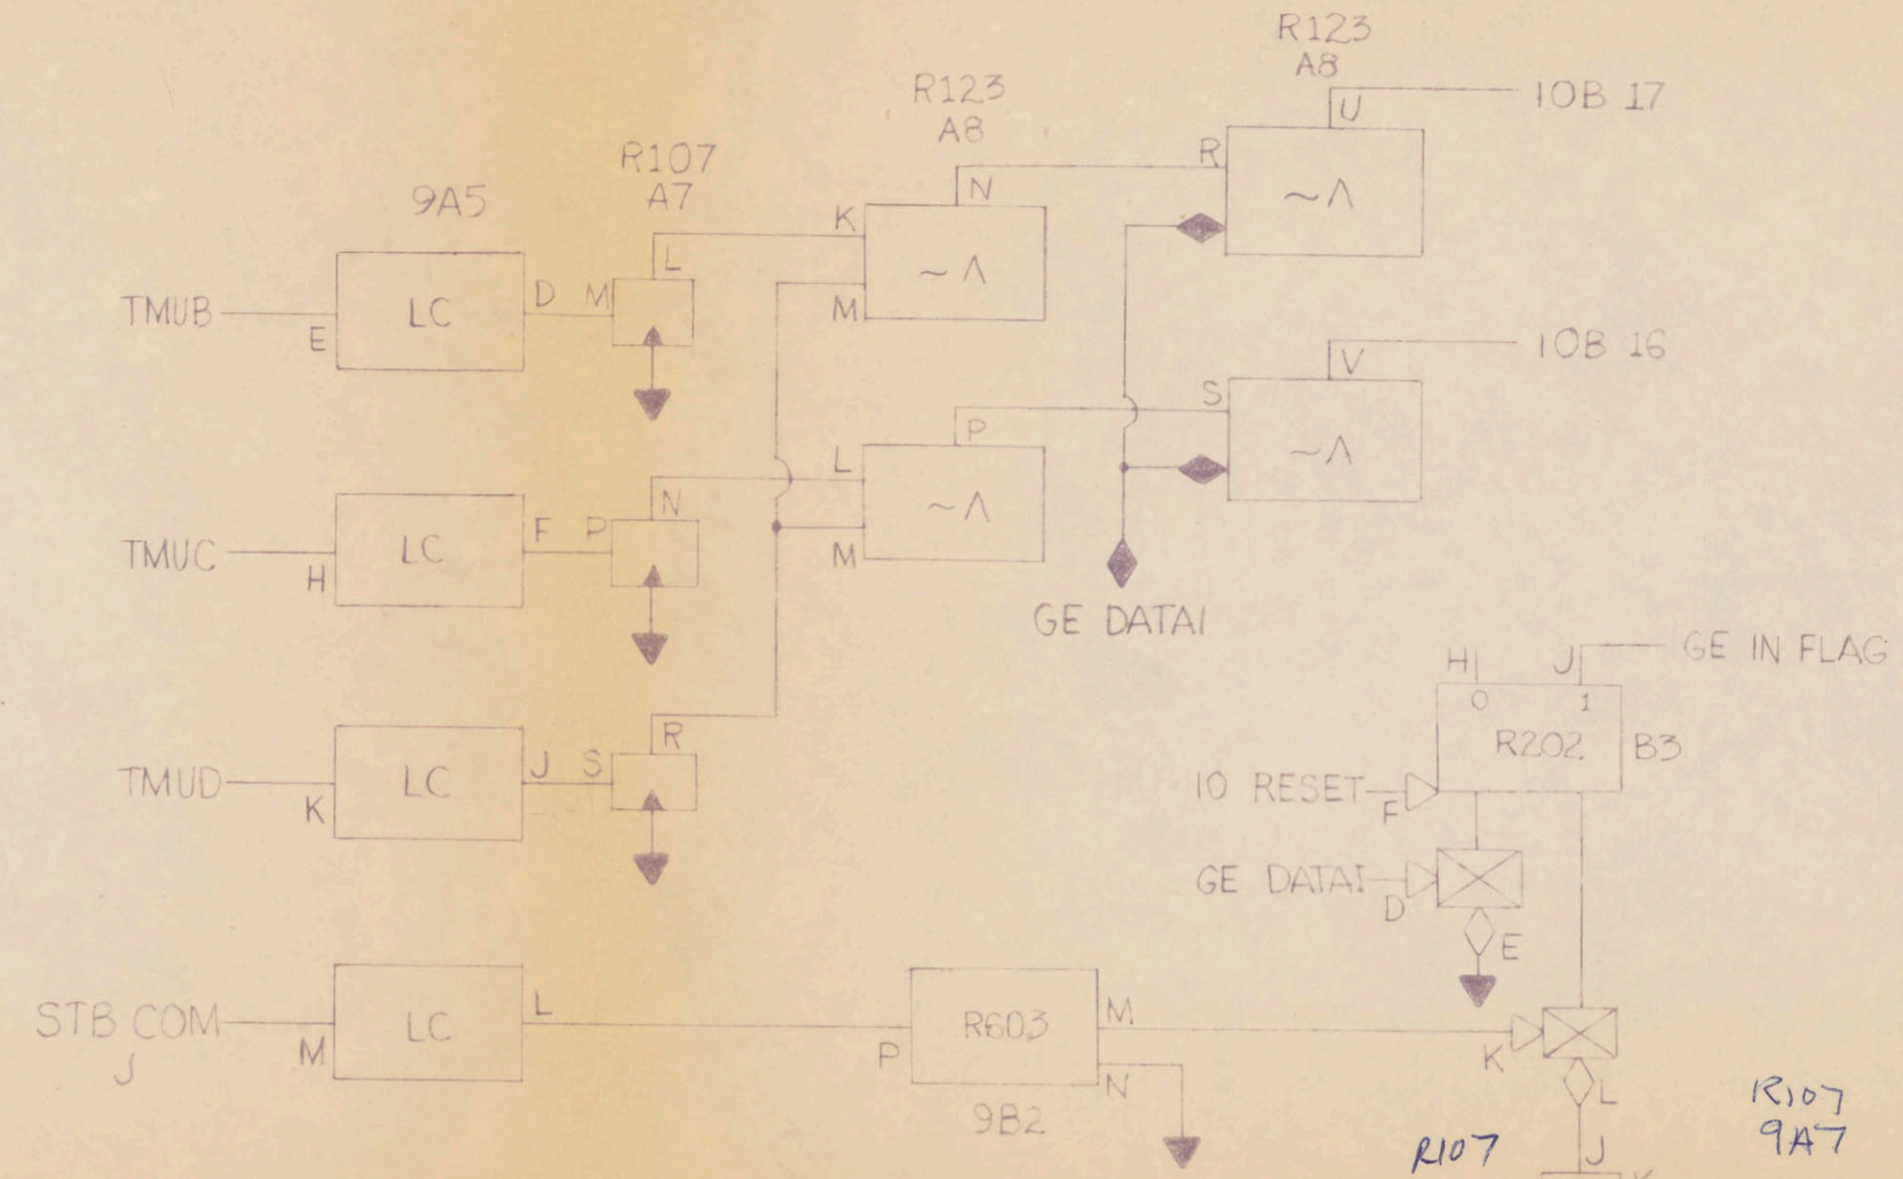 R123
A8
U
IOB 17
R123
A8
R
~Λ
R107
A7
N
9A5
K
~Λ
M
L
TMUB
E
LC
D
M
IOB 16
V
S
~Λ
P
L
~Λ
M
N
TMUC
H
LC
F
P
GE DATAI
GE IN FLAG
H
J
0
1
R202
B3
R
TMUD
K
LC
J
S
IO RESET
F
GE DATAI
D
E
STB COM
J
M
LC
L
P
R603
M
N
9B2
K
L
J
R107
R107
9A7